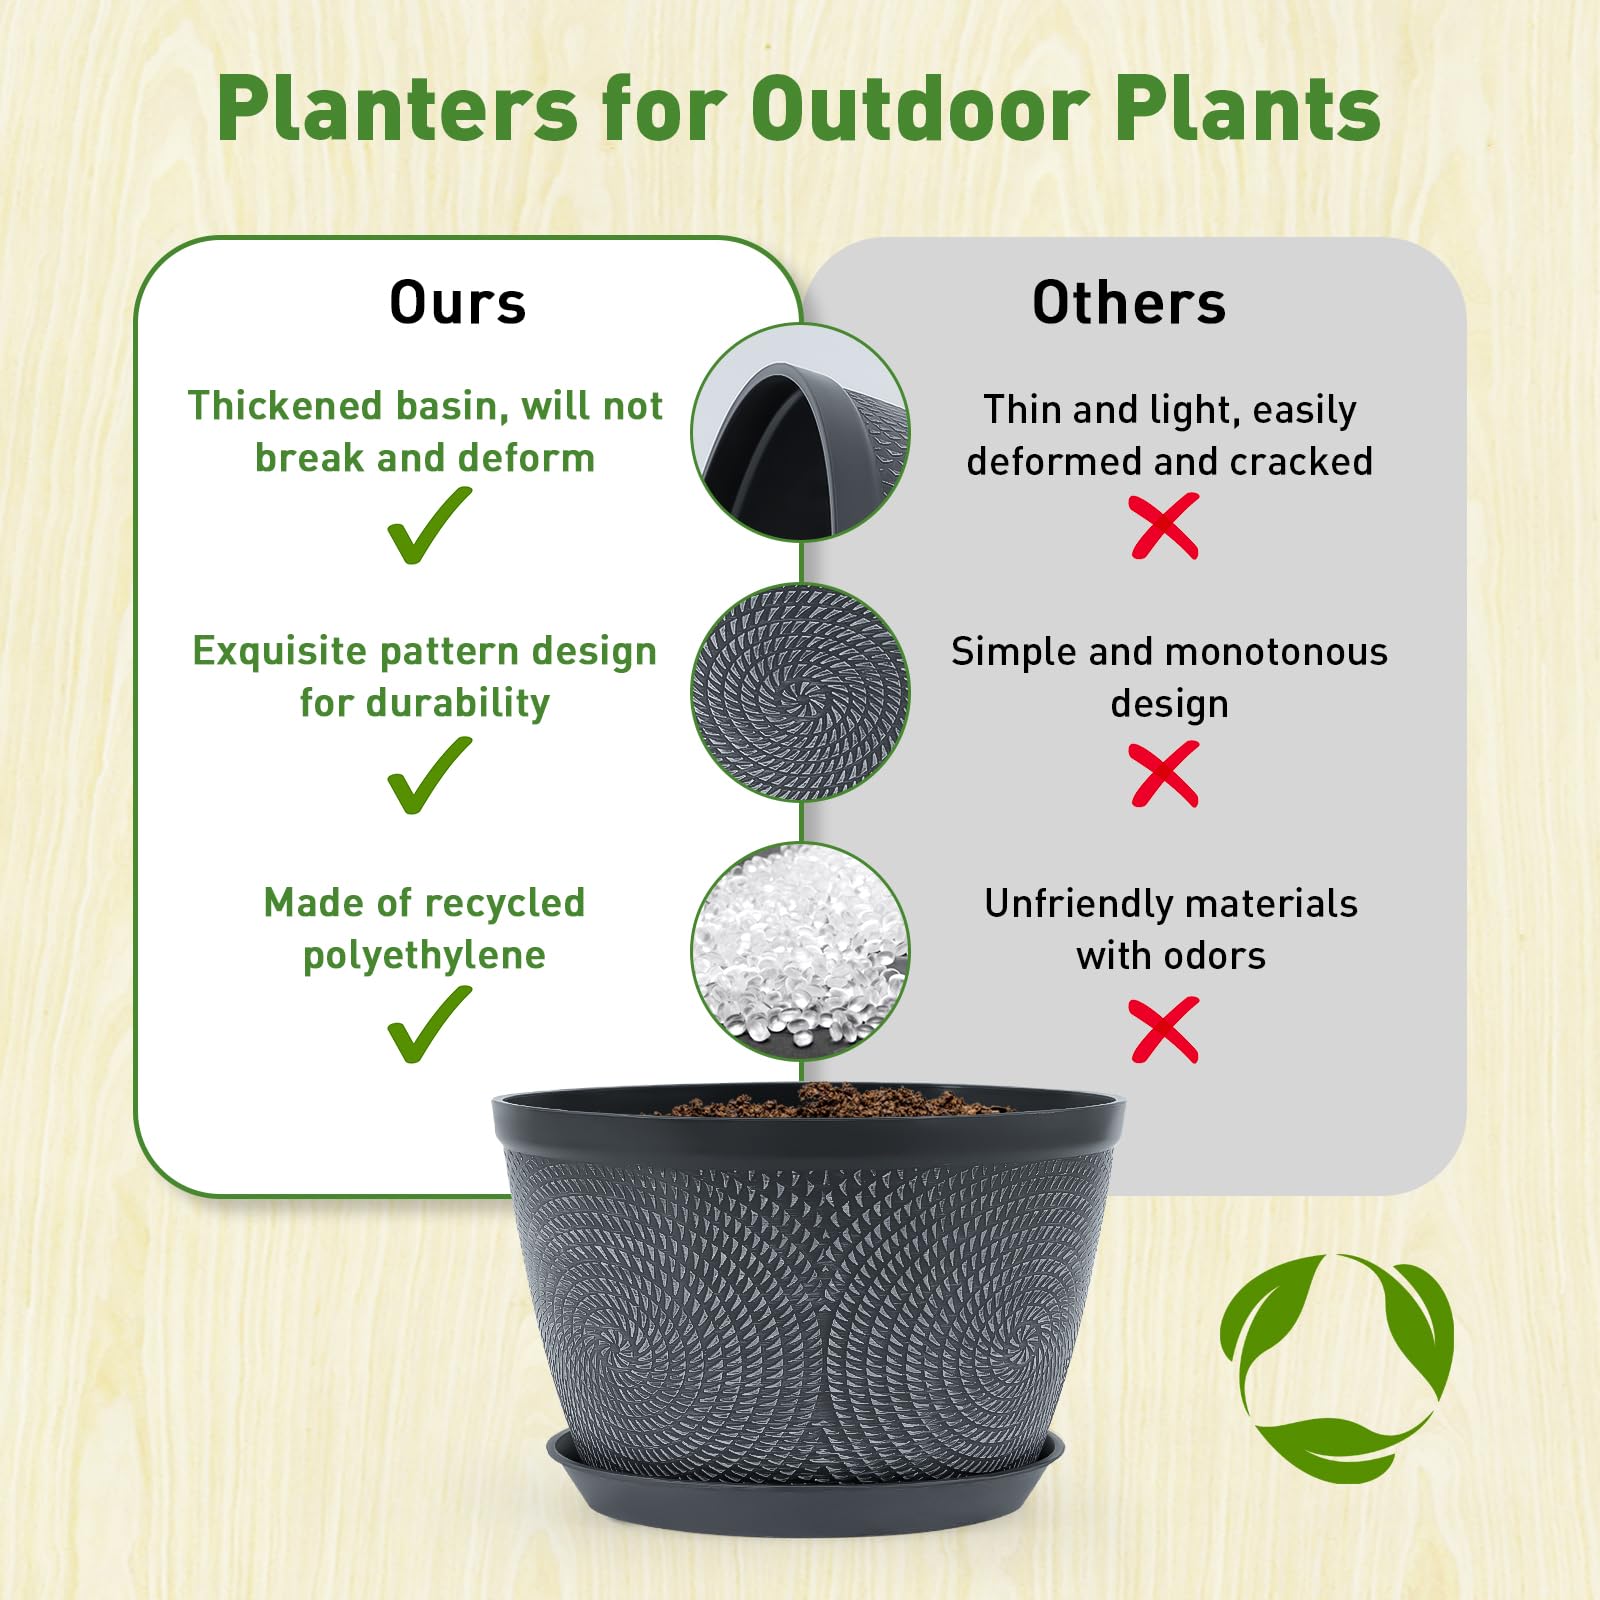 Planters for Outdoor Plants
Ours
Thickened basin, will not
break and deform
Exquisite pattern design
for durability
Made of recycled
polyethylene
Others
Thin and light, easily
deformed and cracked
Simple and monotonous
design
Unfriendly materials
with odors